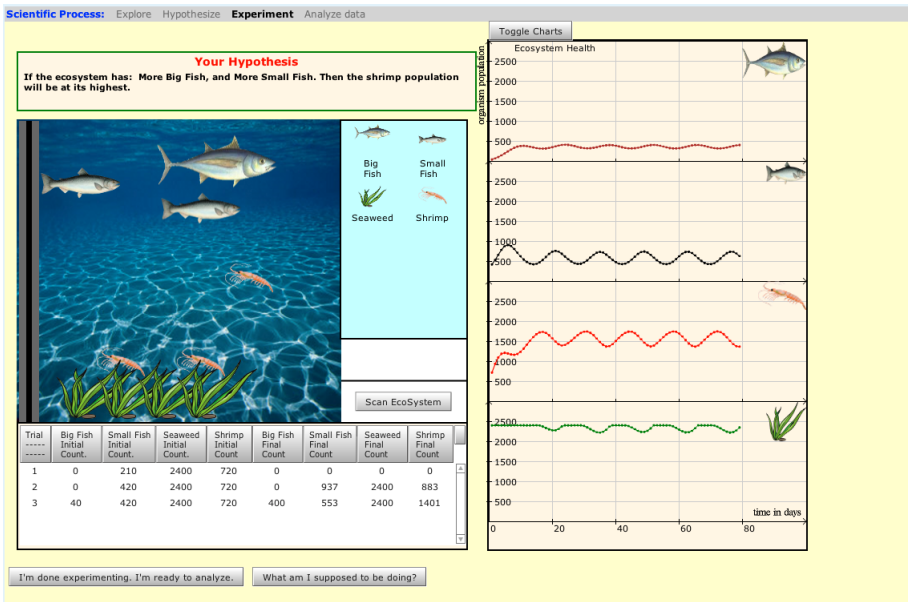 Scientific Process: Explore Hypothesize Experiment Analyze data
Your Hypothesis
If the ecosystem has: More Big Fish, and More Small Fish. Then the shrimp population
will be at its highest.
Big
Fish
Small
Fish
Seaweed
Shrimp
Scan EcoSystem
Trial
-----
-----
Big Fish
Initial
Count.
Small Fish
Initial
Count.
Seaweed
Initial
Count.
Shrimp
Initial
Count.
Big Fish
Final
Count
Small Fish
Final
Count
Seaweed
Final
Count
Shrimp
Final
Count
1 0 210 2400 720 0 0 0 0
2 0 420 2400 720 0 937 2400 883
3 40 420 2400 720 400 553 2400 1401
I'm done experimenting. I'm ready to analyze.
What am I supposed to be doing?
Toggle Charts
Ecosystem Health
organism population
2500
2000
1500
1000
500
2500
2000
1500
1000
500
2500
2000
1500
1000
500
2500
2000
1500
1000
500
time in days
0 20 40 60 80